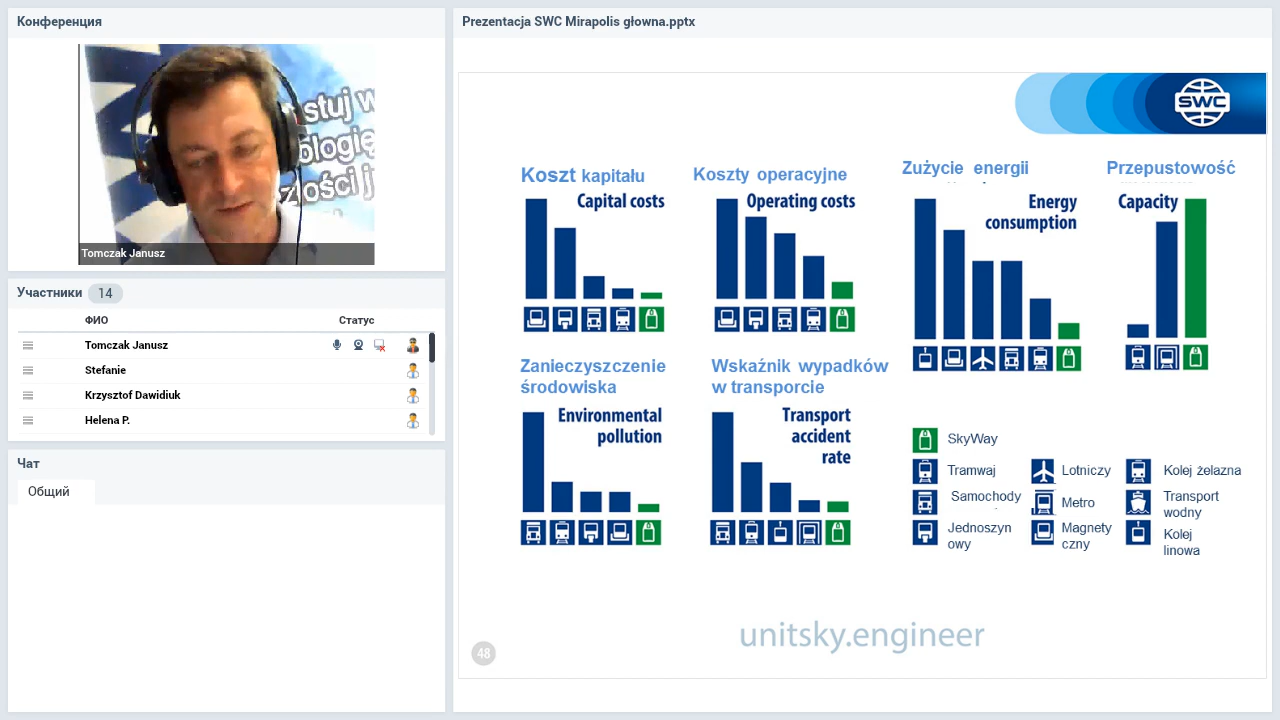 Конференция
stuj w
ologię
złości j
Tomczak Janusz
Участники 14
ФИО Статус
Tomczak Janusz
Stefanie
Krzysztof Dawidiuk
Helena P.
Чат
Общий
Prezentacja SWC Mirapolis głowna.pptx
SWC
Koszt kapitału
Capital costs
Koszty operacyjne
Operating costs
Zużycie energii
Energy
consumption
Przepustowość
Capacity
Zanieczyszczenie
środowiska
Environmental
pollution
Wskaźnik wypadków
w transporcie
Transport
accident
rate
SkyWay
Tramwaj
Lotniczy
Kolej żelazna
Samochody
Metro
Transport
wodny
Jednoszyn
owy
Magnety
czny
Kolej
linowa
unitsky.engineer
48